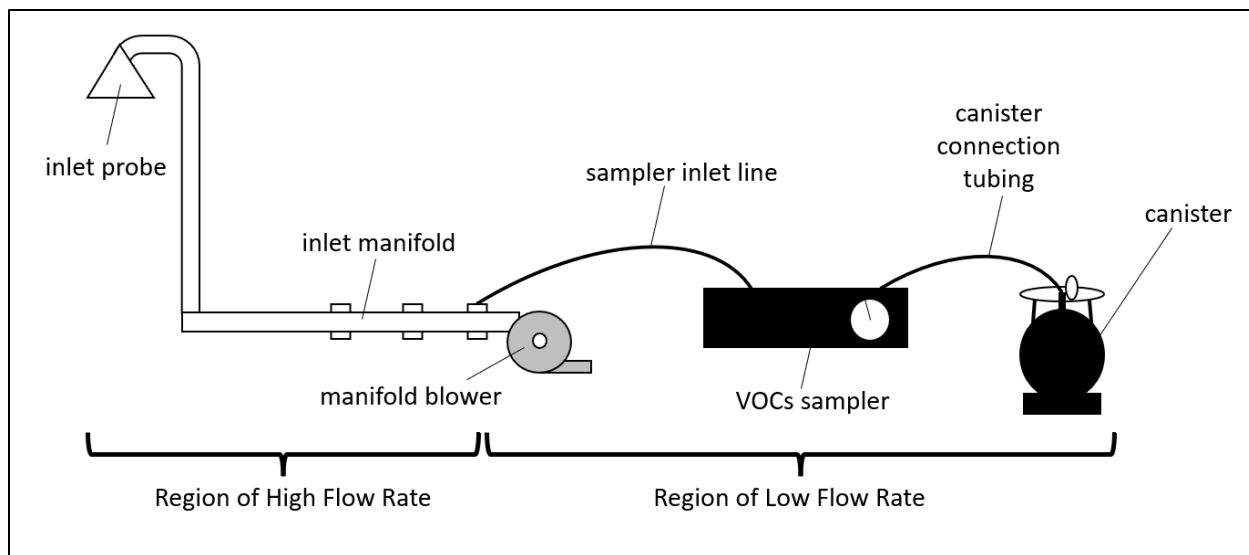 inlet probe
inlet manifold
manifold blower
sampler inlet line
VOCs sampler
canister
connection
tubing
canister
Region of High Flow Rate
Region of Low Flow Rate